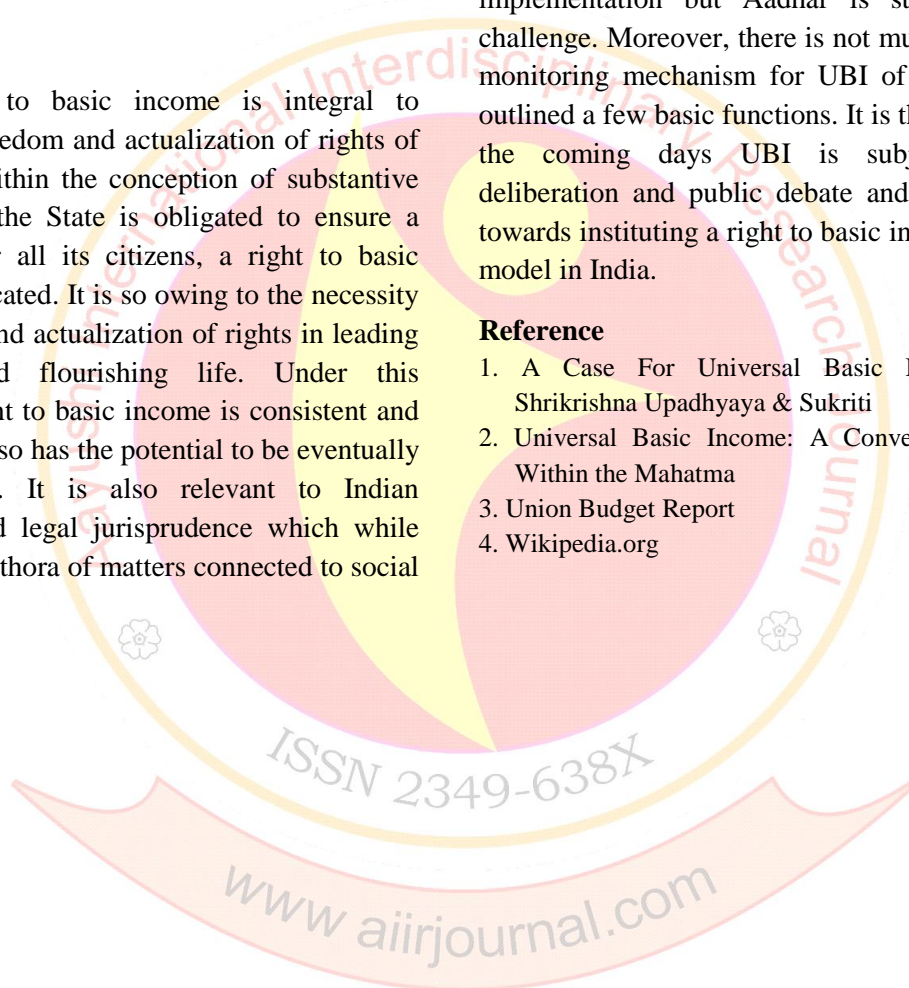 to basic income is integral to
edom and actualization of rights of
ithin the conception of substantive
the State is obligated to ensure a
all its citizens, a right to basic
cated. It is so owing to the necessity
nd actualization of rights in leading
d flourishing life. Under this
nt to basic income is consistent and
so has the potential to be eventually
. It is also relevant to Indian
d legal jurisprudence which while
thora of matters connected to social
implementation but Aadhar is st
challenge. Moreover, there is not mu
monitoring mechanism for UBI of
outlined a few basic functions. It is th
the coming days UBI is subj
deliberation and public debate and
towards instituting a right to basic in
model in India.
Reference
1. A Case For Universal Basic
Shrikrishna Upadhyaya & Sukriti
2. Universal Basic Income: A Conve
Within the Mahatma
3. Union Budget Report
4. Wikipedia.org
Aayushi International Interdisciplinary Research Journal
ISSN 2349-638X
www aiirjournal.com